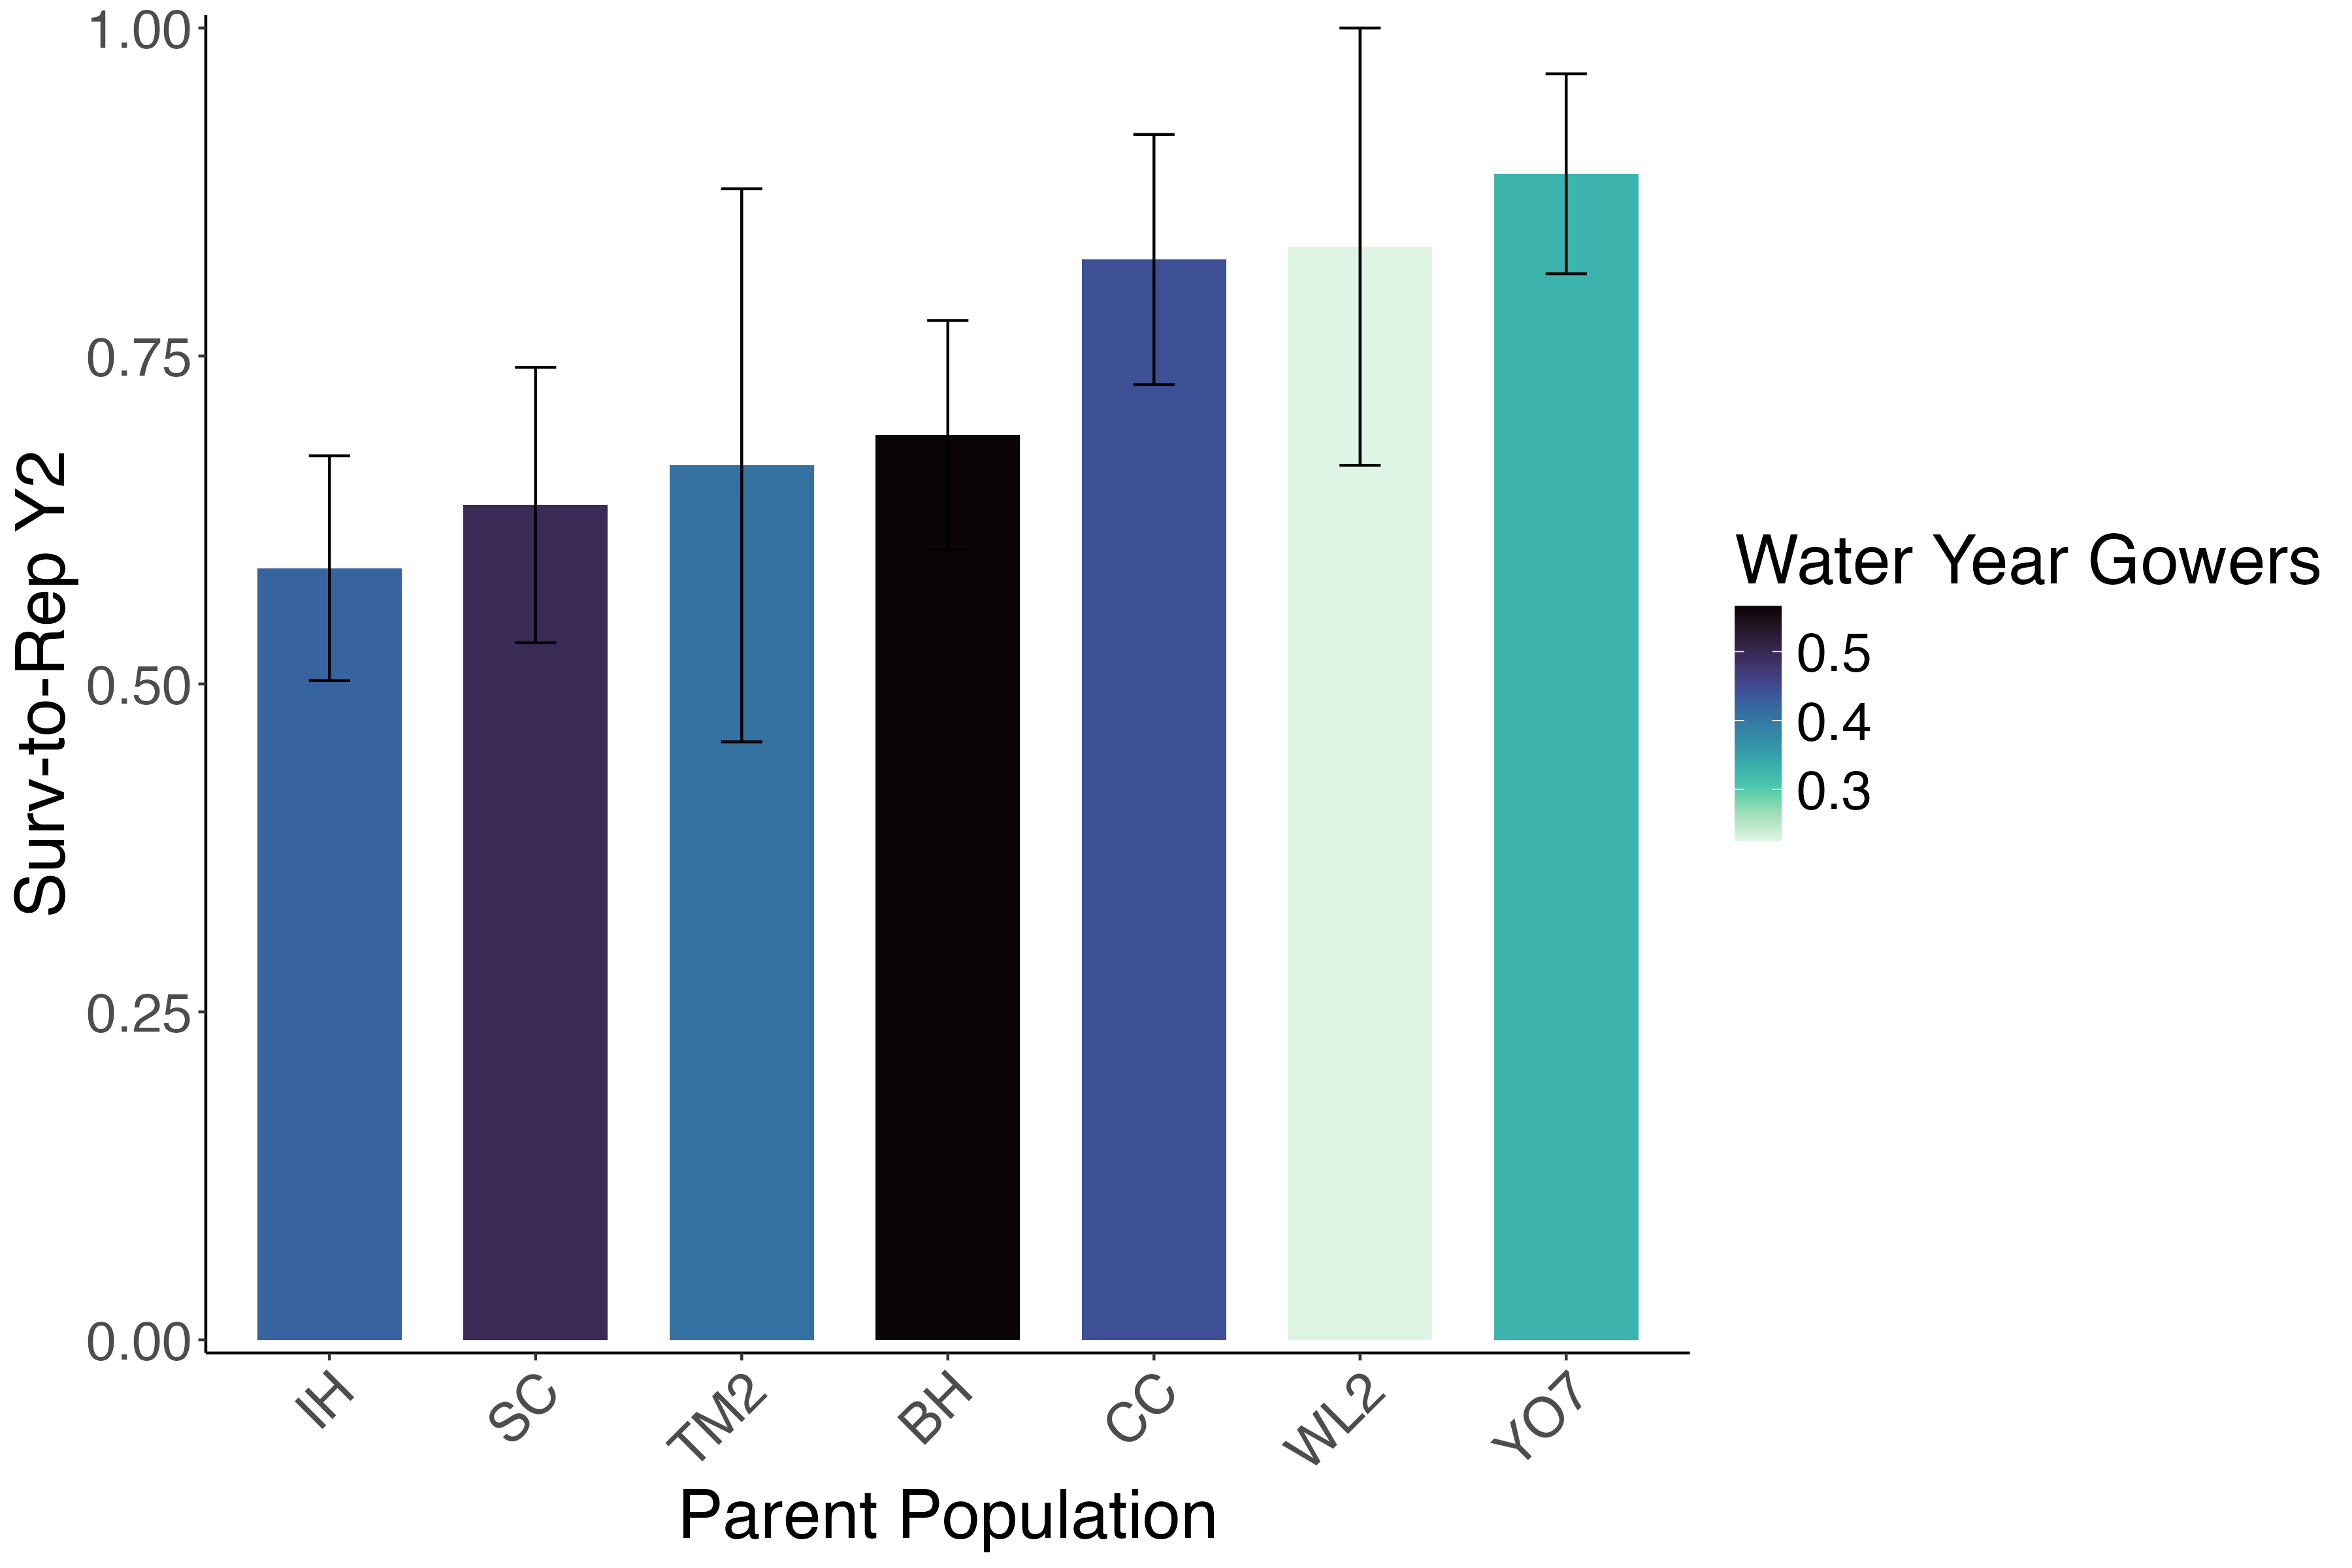 Surv-to-Rep Y2
1.00
0.75
0.50
0.25
0.00
IH
SC
TM2
BH
CC
WL2
YO7
Parent Population
Water Year Gowers
0.5
0.4
0.3